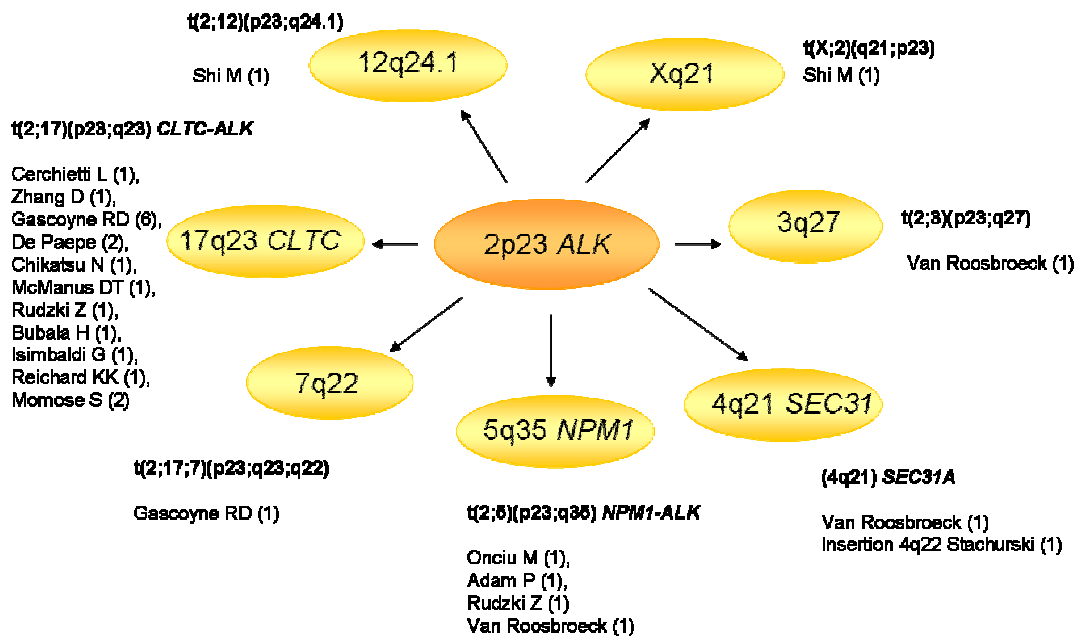 t(2;12)(p23;q24.1)
Shi M (1)
12q24.1
Xq21
t(X;2)(q21;p23)
Shi M (1)
t(2;17)(p23;q23) CLTC-ALK
Cerchietti L (1),
Zhang D (1),
Gascoyne RD (6),
De Paepe (2),
Chikatsu N (1),
McManus DT (1),
Rudzki Z (1),
Bubala H (1),
Isimbaldi G (1),
Reichard KK (1),
Momose S (2)
17q23 CLTC
2p23 ALK
3q27
t(2;3)(p23;q27)
Van Roosbroeck (1)
7q22
t(2;17;7)(p23;q23;q22)
Gascoyne RD (1)
5q35 NPM1
t(2;5)(p23;q35) NPM1-ALK
Onciu M (1),
Adam P (1),
Rudzki Z (1)
Van Roosbroeck (1)
4q21 SEC31
(4q21) SEC31A
Van Roosbroeck (1)
Insertion 4q22 Stachurski (1)